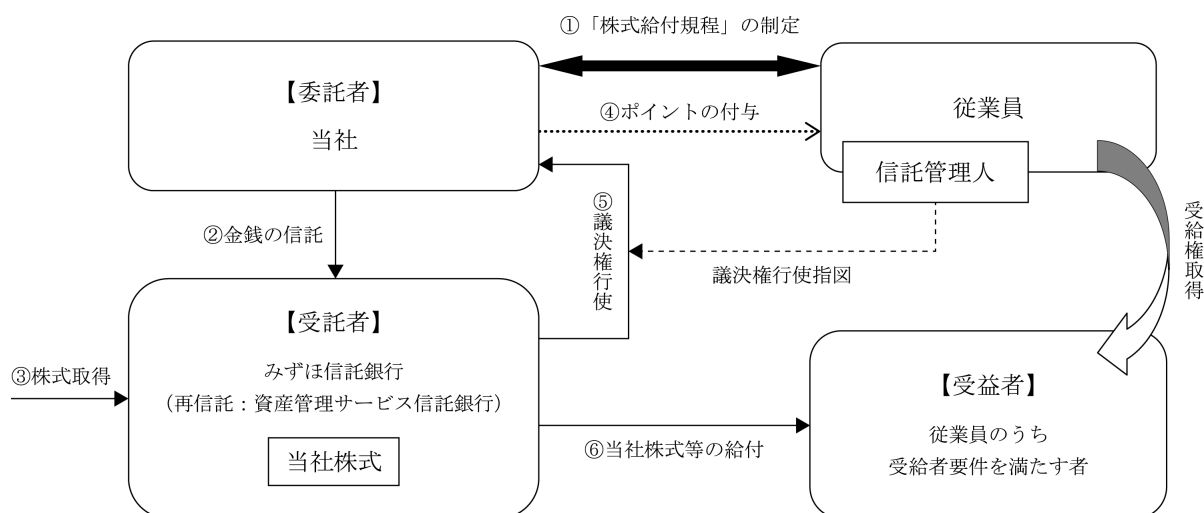 ①「株式給付規程」の制定
【委託者】
当社
④ポイントの付与
従業員
信託管理人
②金銭の信託
⑤議決権行使
議決権行使指図
受給権取得
【受託者】
みずほ信託銀行
（再信託：資産管理サービス信託銀行）
当社株式
③株式取得
⑥当社株式等の給付
【受益者】
従業員のうち
受給者要件を満たす者